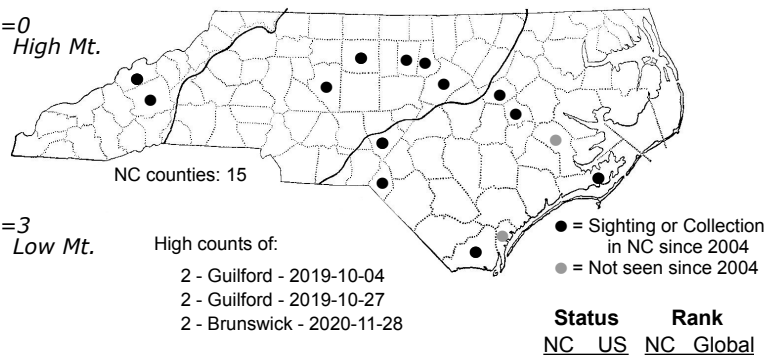 =0
High Mt.
NC counties: 15
=3
Low Mt.
High counts of:
2 - Guilford - 2019-10-04
2 - Guilford - 2019-10-27
2 - Brunswick - 2020-11-28
= Sighting or Collection
in NC since 2004
= Not seen since 2004
Status Rank
NC US NC Global